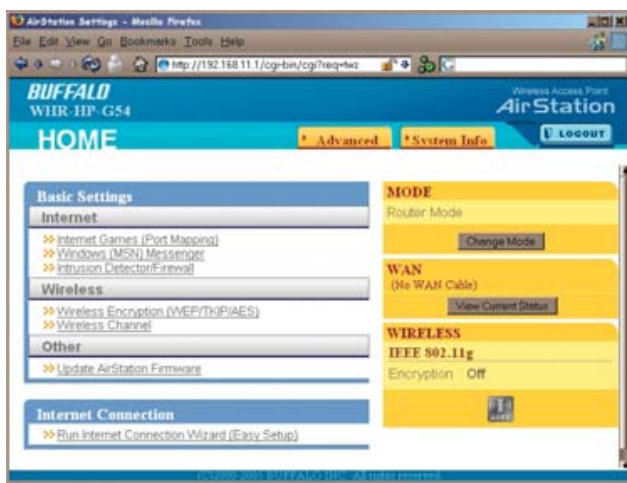 AirStation Settings - Mozilla Firefox
File Edit View Go Bookmarks Tools Help
http://192.168.11.1/cgi-bin/cgi?req=twz
BUFFALO
WHR-HP-G54
Wireless Access Point
AirStation
HOME
Advanced
System Info
LOGOUT
Basic Settings
Internet
Internet Games (Port Mapping)
Windows (MSN) Messenger
Intrusion Detector/Firewall
Wireless
Wireless Encryption (WEP/TKIP/AES)
Wireless Channel
Other
Update AirStation Firmware
Internet Connection
Run Internet Connection Wizard (Easy Setup)
MODE
Router Mode
Change Mode
WAN
(No WAN Cable)
View Current Status
WIRELESS
IEEE 802.11g
Encryption Off
(C)2000-2005 BUFFALO INC. All rights reserved.